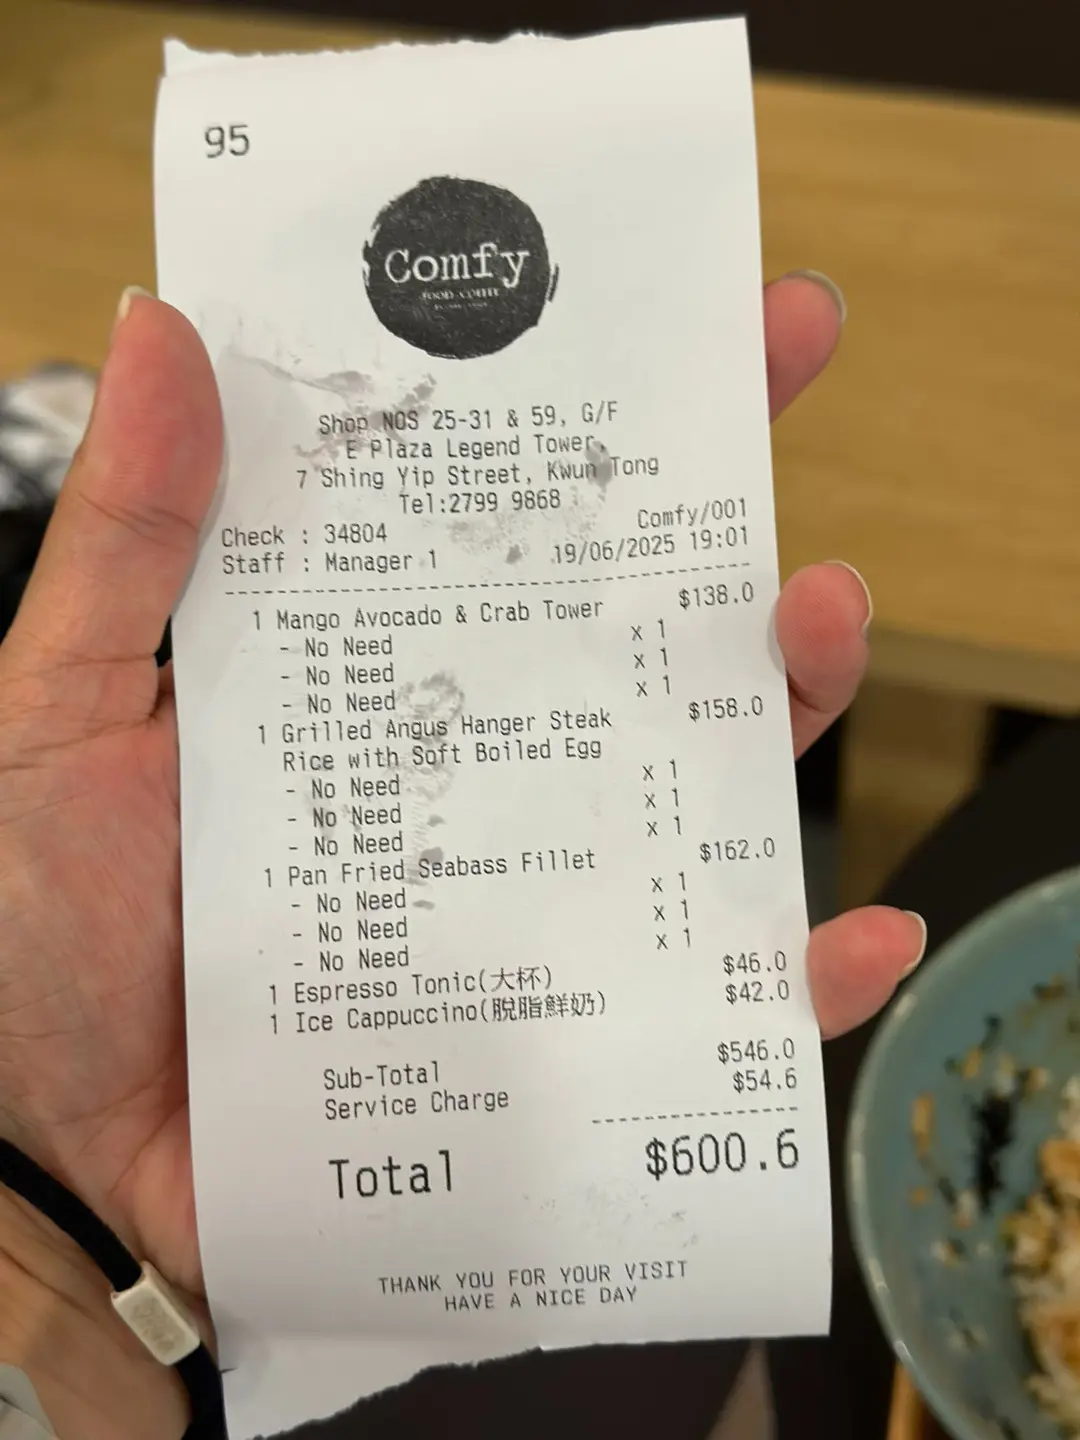 95
Comfy
FOOD · COFFEE
Shop NOS 25-31 & 59, G/F
E Plaza Legend Tower,
7 Shing Yip Street, Kwun Tong
Tel:2799 9868
Check : 34804 Comfy/001
Staff : Manager 1 19/06/2025 19:01
1 Mango Avocado & Crab Tower $138.0
- No Need x 1
- No Need x 1
- No Need x 1
1 Grilled Angus Hanger Steak $158.0
Rice with Soft Boiled Egg
- No Need x 1
- No Need x 1
- No Need x 1
1 Pan Fried Seabass Fillet $162.0
- No Need x 1
- No Need x 1
- No Need x 1
1 Espresso Tonic(大杯) $46.0
1 Ice Cappuccino(脫脂鮮奶) $42.0
Sub-Total $546.0
Service Charge $54.6
Total $600.6
THANK YOU FOR YOUR VISIT
HAVE A NICE DAY